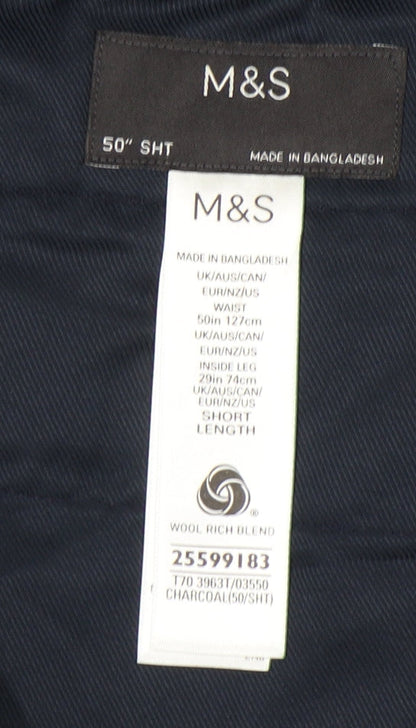 M&S
50" SHT
MADE IN BANGLADESH
M&S
MADE IN BANGLADESH
UK/AUS/CAN/
EUR/NZ/US
WAIST
50in 127cm
UK/AUS/CAN/
EUR/NZ/US
INSIDE LEG
29in 74cm
UK/AUS/CAN/
EUR/NZ/US
SHORT
LENGTH
®
WOOL RICH BLEND
25599183
T70 3963T/03550
CHARCOAL(50/SHT)